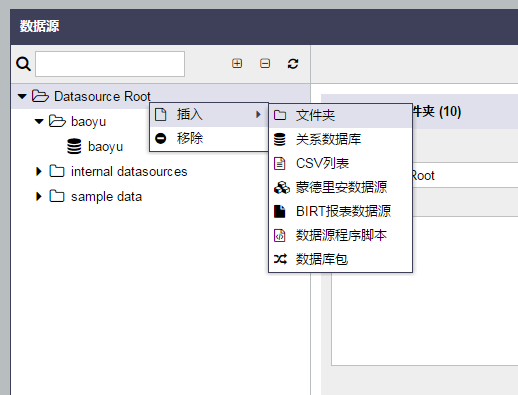 数据源
Datasource Root
插入
移除
baoyu
baoyu
internal datasources
sample data
文件夹
关系数据库
CSV列表
蒙德里安数据源
BIRT报表数据源
数据源程序脚本
数据库包
件夹 (10)
Root